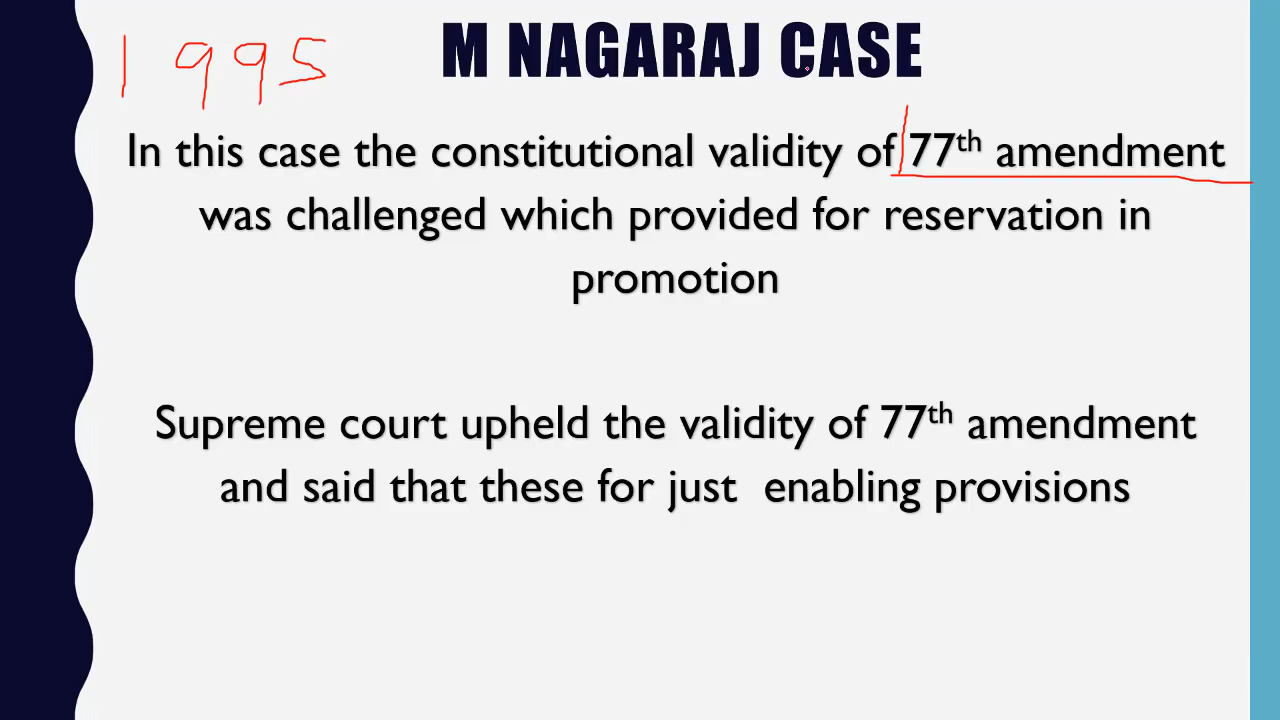 1995
M NAGARAJ CASE
In this case the constitutional validity of 77th amendment
was challenged which provided for reservation in
promotion
Supreme court upheld the validity of 77th amendment
and said that these for just enabling provisions